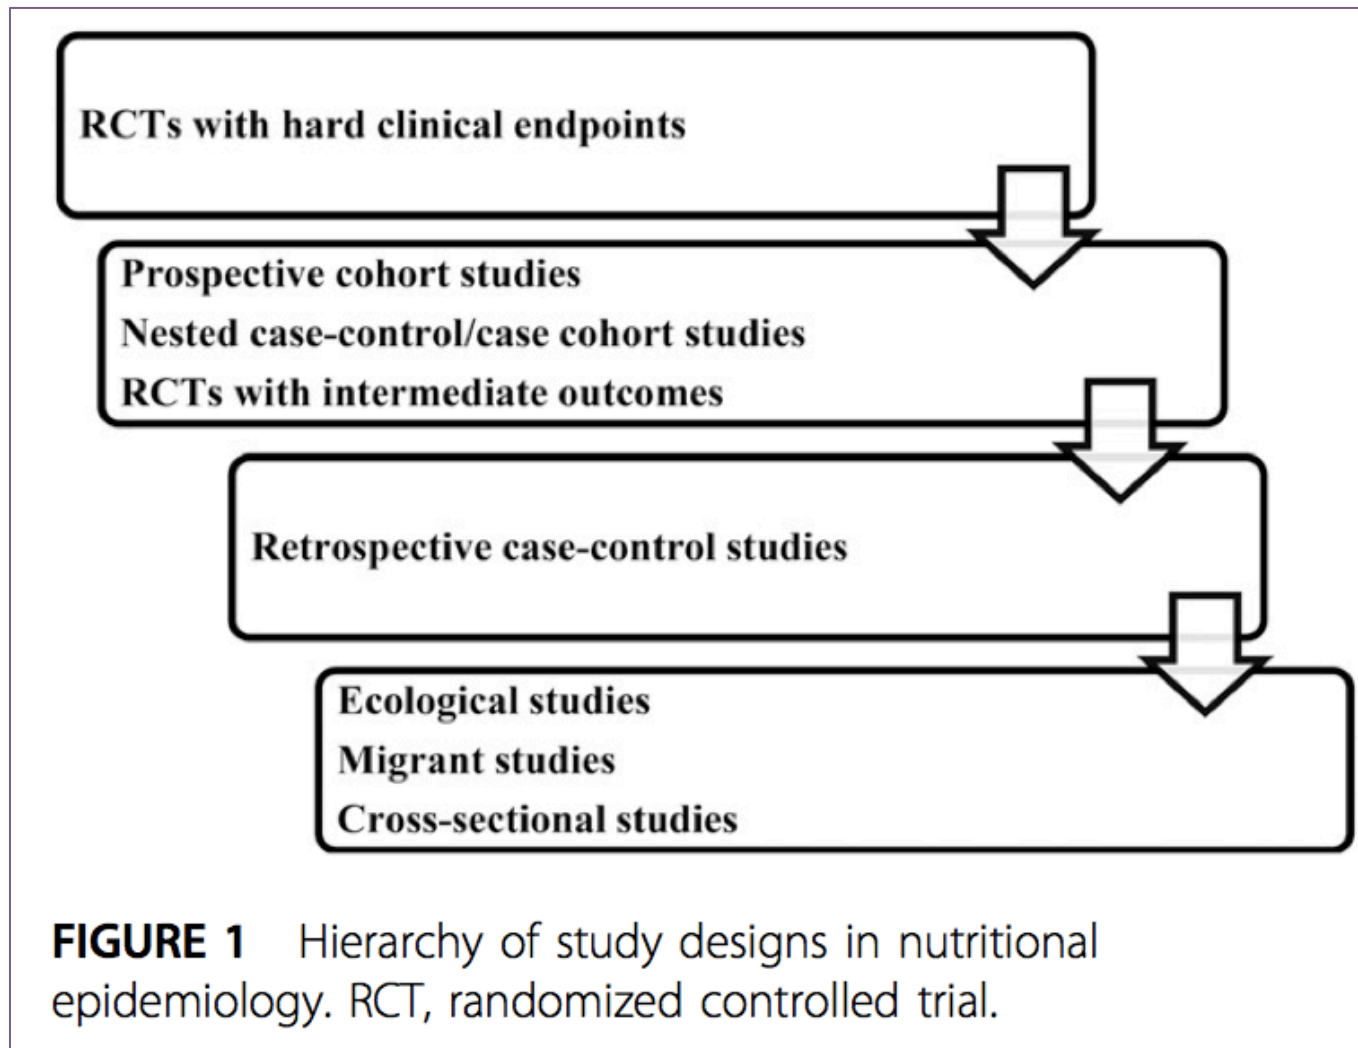 RCTs with hard clinical endpoints
Prospective cohort studies
Nested case-control/case cohort studies
RCTs with intermediate outcomes
Retrospective case-control studies
Ecological studies
Migrant studies
Cross-sectional studies
FIGURE 1 Hierarchy of study designs in nutritional
epidemiology. RCT, randomized controlled trial.